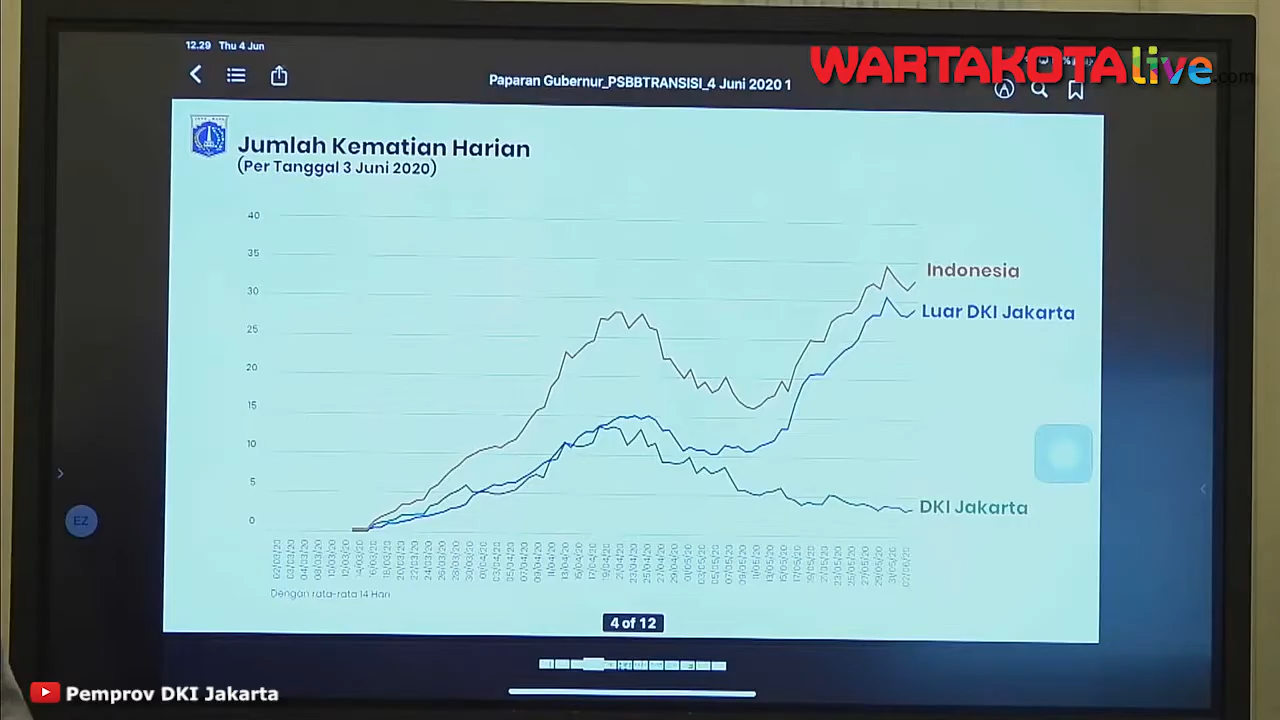 12.29 Thu 4 Jun
WARTAKOTAlive.com
Paparan Gubernur_PSBBTRANSISI_4 Juni 2020 1
Jumlah Kematian Harian
(Per Tanggal 3 Juni 2020)
40
35
30
25
20
15
10
5
0
Indonesia
Luar DKI Jakarta
DKI Jakarta
Dengan rata-rata 14 Hari
4 of 12
EZ
Pemprov DKI Jakarta